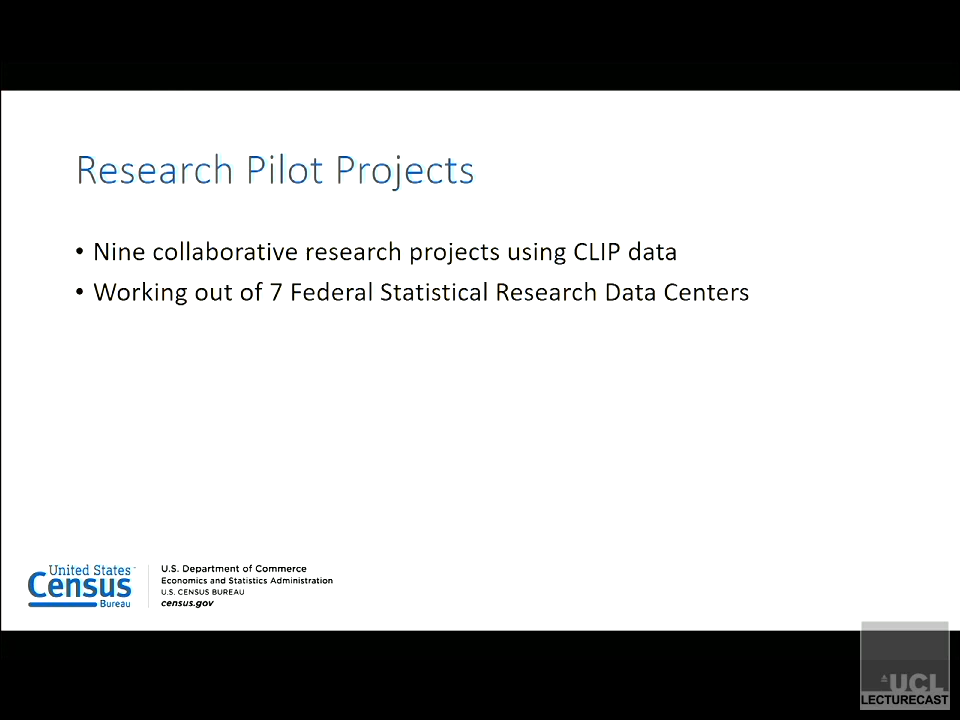 Research Pilot Projects
• Nine collaborative research projects using CLIP data
• Working out of 7 Federal Statistical Research Data Centers
United States™
Census
Bureau
U.S. Department of Commerce
Economics and Statistics Administration
U.S. CENSUS BUREAU
census.gov
UCL
LECTURECAST